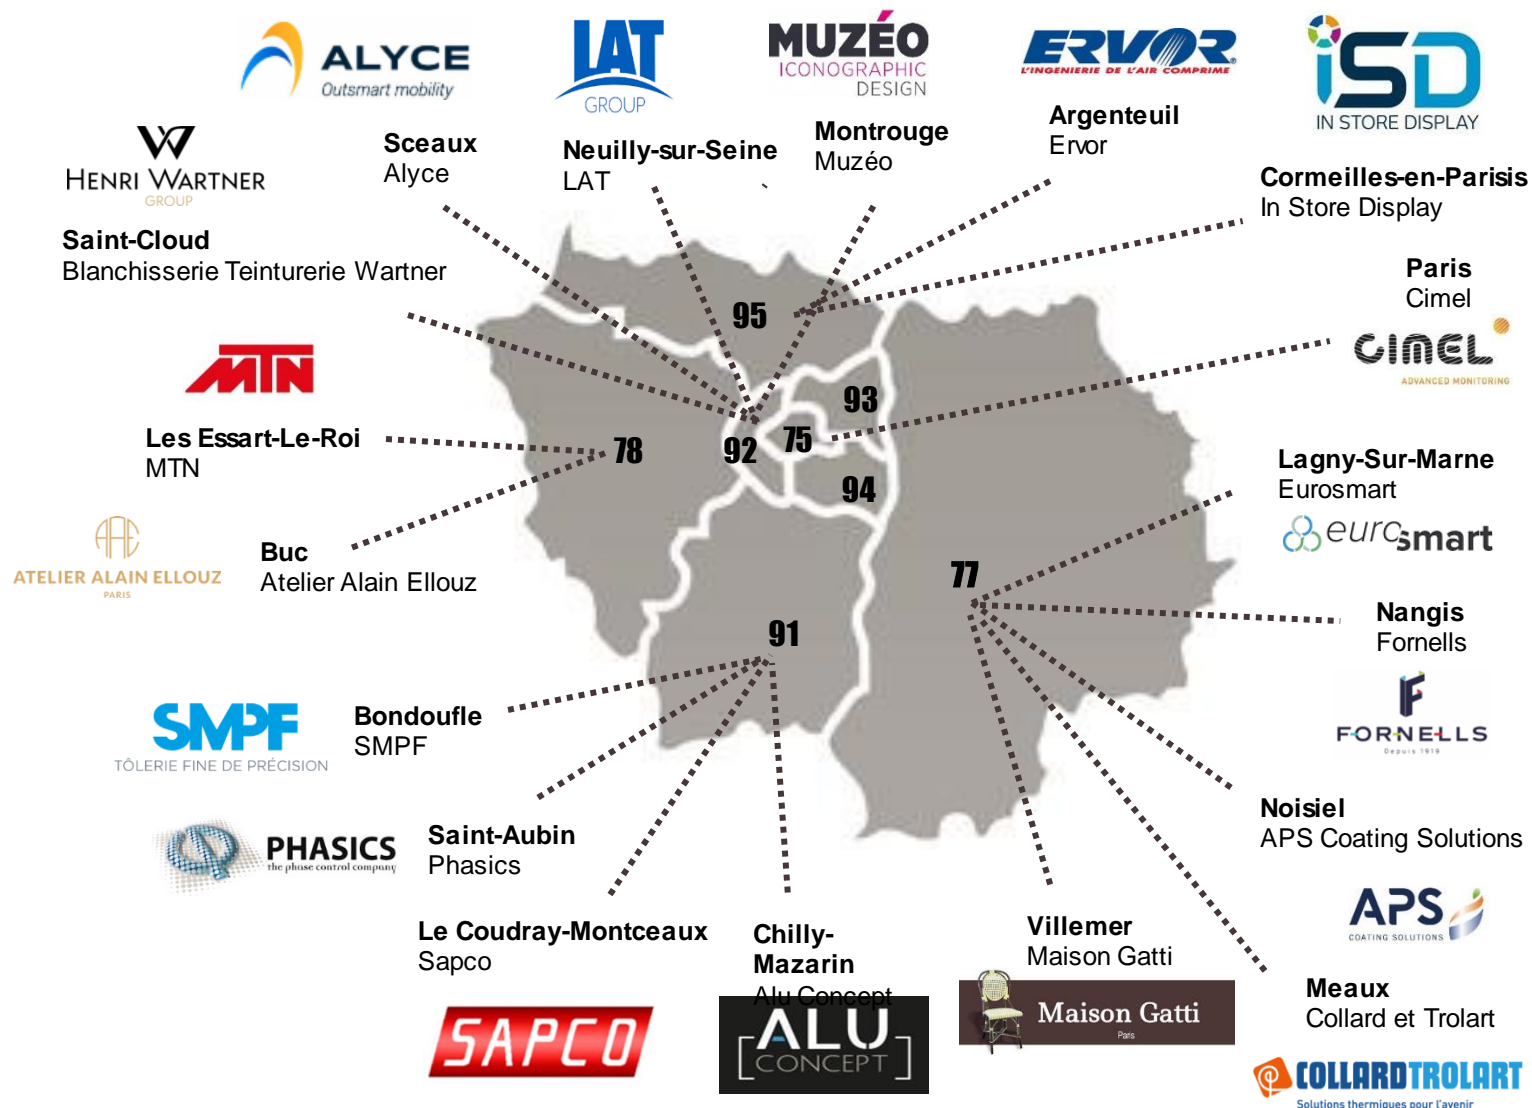 ALYCE
Outsmart mobility
LAT
GROUP
MUZÉO
ICONOGRAPHIC
DESIGN
ERVOR
L'INGENIERIE DE L'AIR COMPRIME
iSD
IN STORE DISPLAY
HENRI WARTNER
GROUP
Sceaux
Alyce
Neuilly-sur-Seine
LAT
Montrouge
Muzéo
Argenteuil
Ervor
Cormeilles-en-Parisis
In Store Display
Saint-Cloud
Blanchisserie Teinturerie Wartner
Paris
Cimel
CIMEL
ADVANCED MONITORING
MTN
Les Essart-Le-Roi
MTN
95
93
75
92
78
94
77
91
Lagny-Sur-Marne
Eurosmart
eurosmart
AAE
ATELIER ALAIN ELLOUZ
PARIS
Buc
Atelier Alain Ellouz
Nangis
Fornells
FORNELLS
Depuis 1919
SMPF
TÔLERIE FINE DE PRÉCISION
Bondoufle
SMPF
PHASICS
the phase control company
Saint-Aubin
Phasics
Noisiel
APS Coating Solutions
APS
COATING SOLUTIONS
Le Coudray-Montceaux
Sapco
SAPCO
Chilly-
Mazarin
Alu Concept
ALU
CONCEPT
Villemer
Maison Gatti
Maison Gatti
Paris
Meaux
Collard et Trolart
COLLARDTROLART
Solutions thermiques pour l'avenir